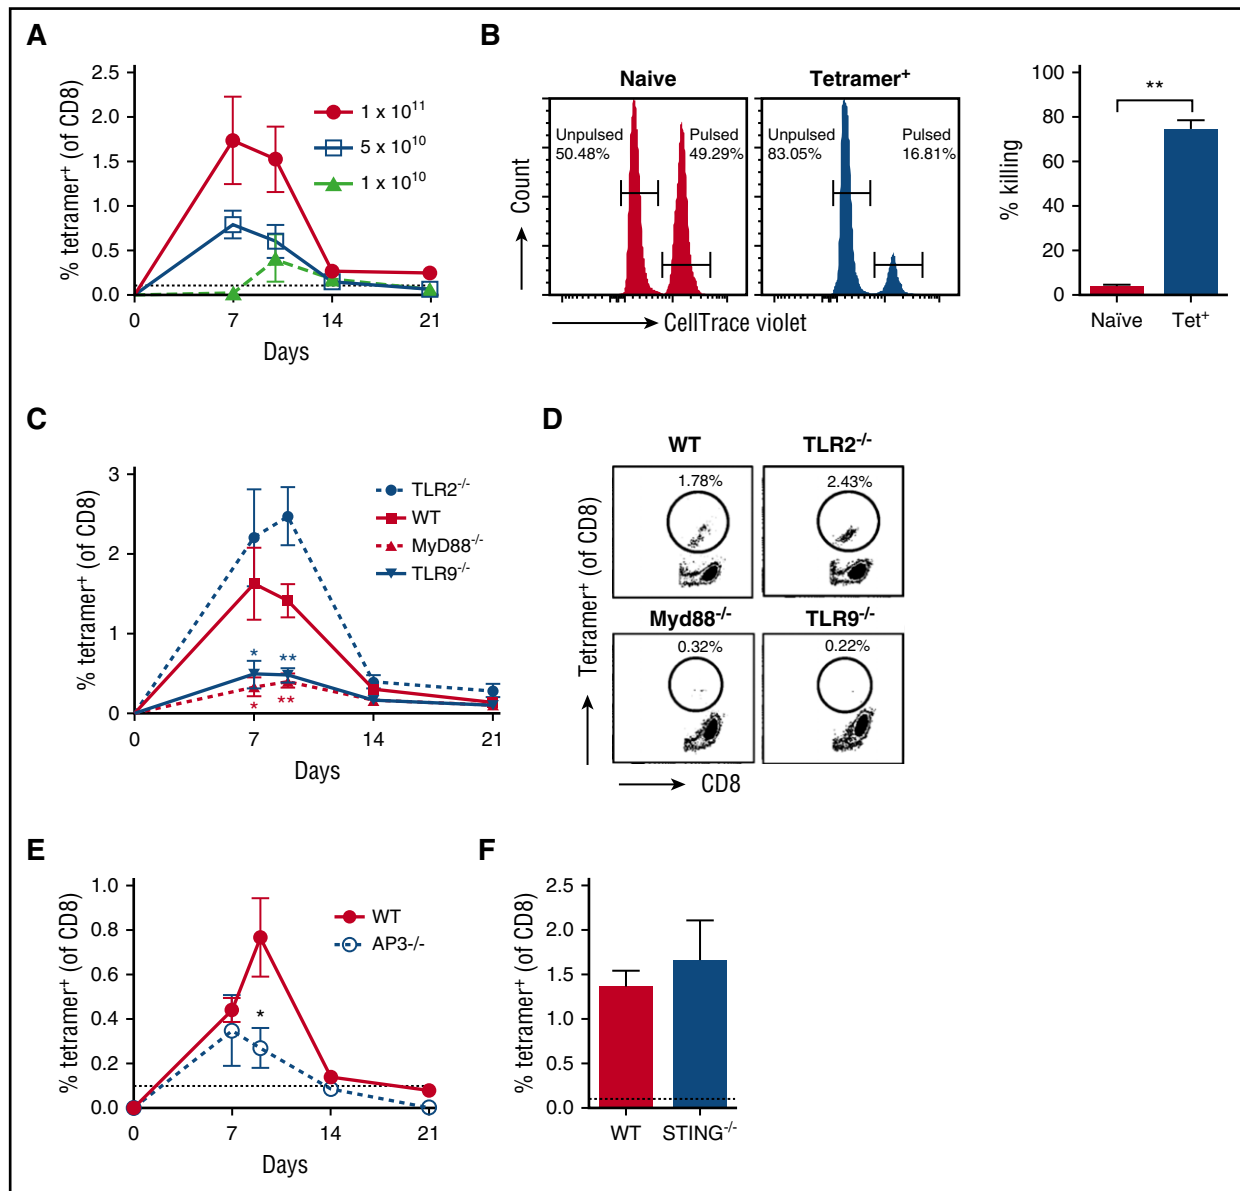 A
% tetramer⁺ (of CD8)
2.5
2.0
1.5
1.0
0.5
0.0
0
7
14
21
Days
1 x 10¹¹
5 x 10¹⁰
1 x 10¹⁰
B
Naive
Tetramer⁺
Unpulsed
50.48%
Pulsed
49.29%
Unpulsed
83.05%
Pulsed
16.81%
Count
CellTrace violet
% killing
100
80
60
40
20
0
**
Naïve
Tet⁺
C
% tetramer⁺ (of CD8)
3
2
1
0
0
7
14
21
Days
TLR2⁻/⁻
WT
MyD88⁻/⁻
TLR9⁻/⁻
*
**
*
**
D
WT
TLR2⁻/⁻
1.78%
2.43%
Myd88⁻/⁻
TLR9⁻/⁻
0.32%
0.22%
Tetramer⁺ (of CD8)
CD8
E
% tetramer⁺ (of CD8)
1.0
0.8
0.6
0.4
0.2
0.0
0
7
14
21
Days
WT
AP3-/-
*
F
% tetramer⁺ (of CD8)
2.5
2.0
1.5
1.0
0.5
0.0
WT
STING⁻/⁻